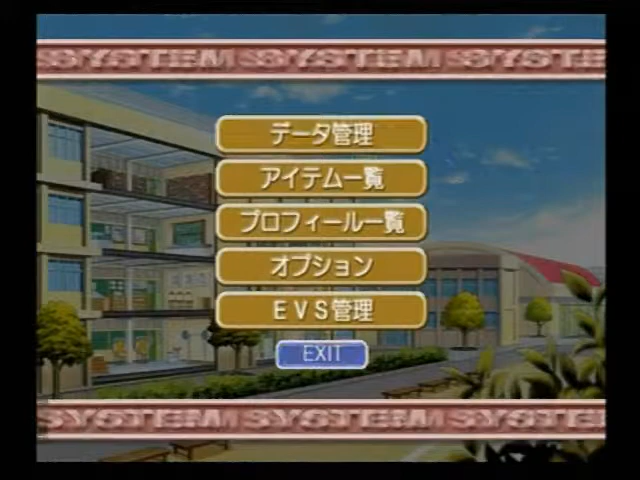 SYSTEM SYSTEM SYSTE
データ管理
アイテム一覧
プロフィール一覧
オプション
EVS管理
EXIT
SYSTEM SYSTEM SYSTEM